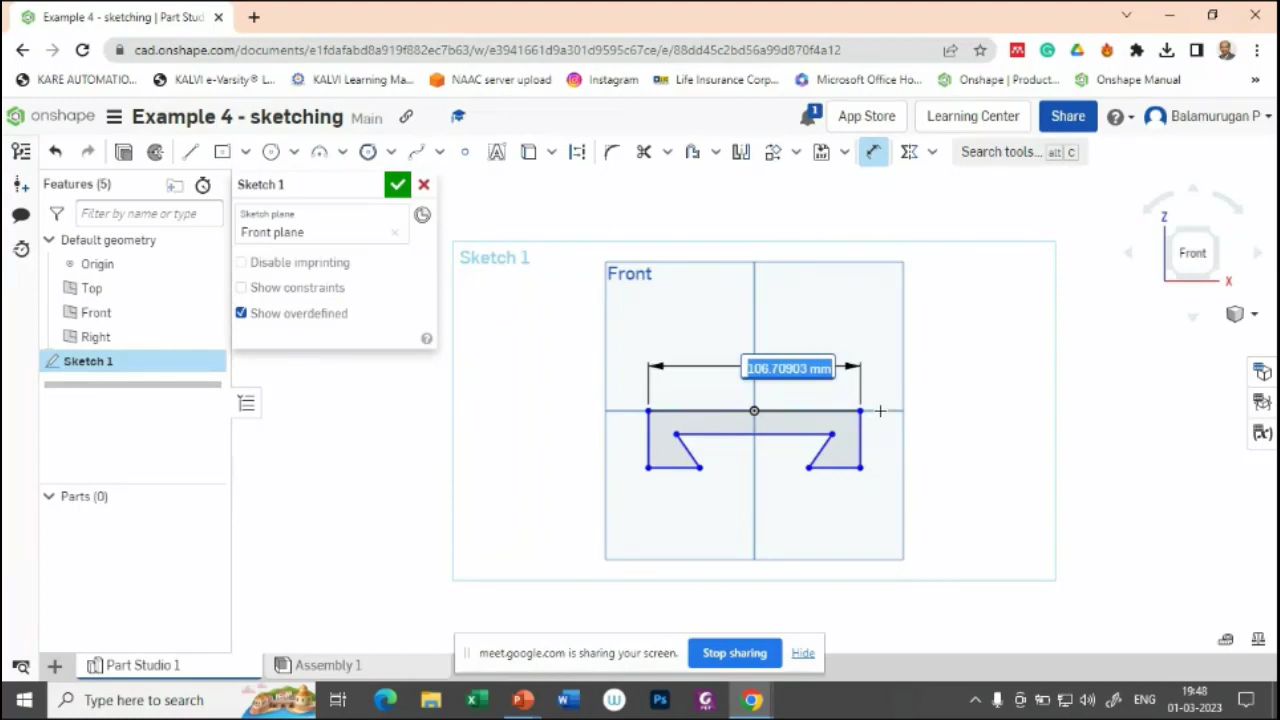 Example 4 - sketching | Part Stud
cad.onshape.com/documents/e1fdafabd8a919f882ec7b63/w/e3941661d9a301d9595c67ce/e/88dd45c2bd56a99d870f4a12
KARE AUTOMATIO... KALVI e-Varsity® L... KALVI Learning Ma... NAAC server upload Instagram Life Insurance Corp... Microsoft Office Ho... Onshape | Product... Onshape Manual »
onshape Example 4 - sketching Main 1 App Store Learning Center Share Balamurugan P
Search tools... alt C
Features (5)
Filter by name or type
Default geometry
Origin
Top
Front
Right
Sketch 1
Parts (0)
Sketch 1
Sketch plane
Front plane
Disable imprinting
Show constraints
Show overdefined
Sketch 1
Front
106.70903 mm
Z
Front
X
meet.google.com is sharing your screen. Stop sharing Hide
Part Studio 1 Assembly 1
Type here to search ENG 19:48
01-03-2023